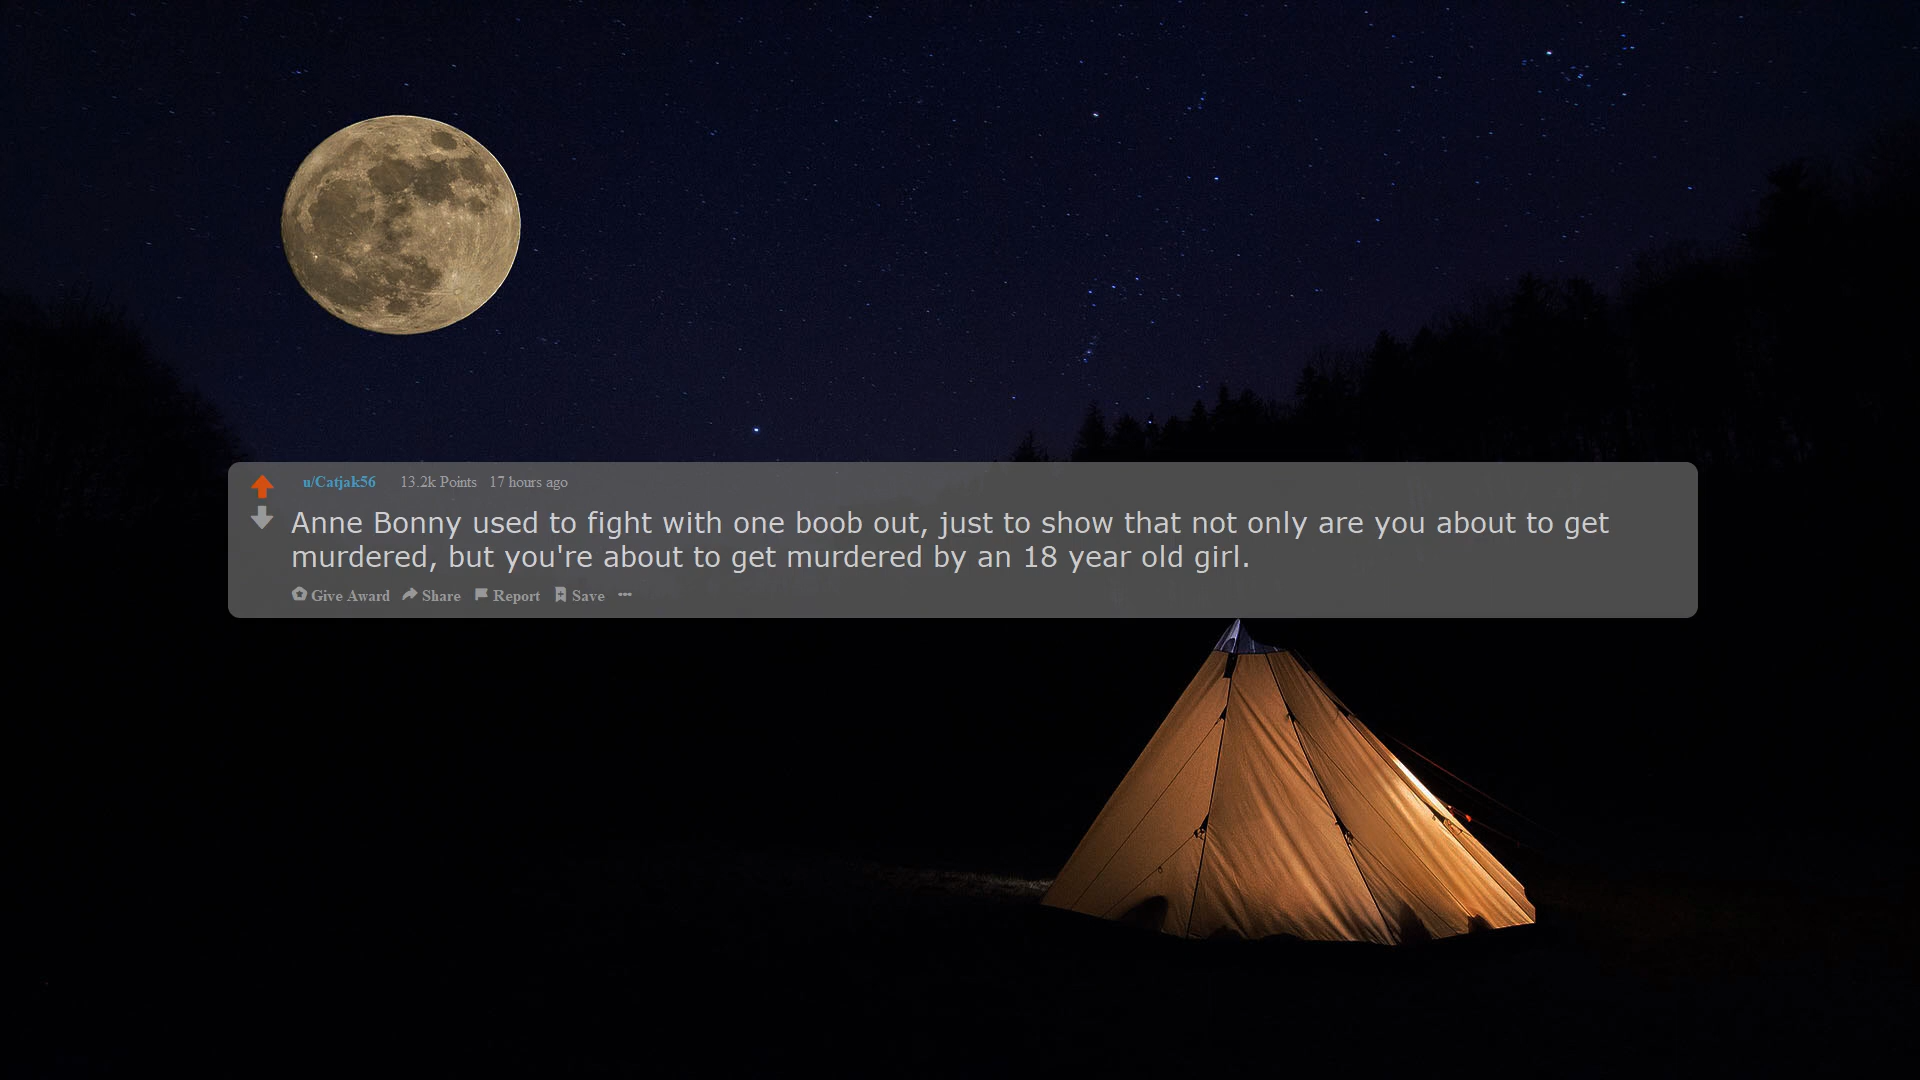 u/Catjak56 13.2k Points 17 hours ago
Anne Bonny used to fight with one boob out, just to show that not only are you about to get
murdered, but you're about to get murdered by an 18 year old girl.
Give Award Share Report Save ···